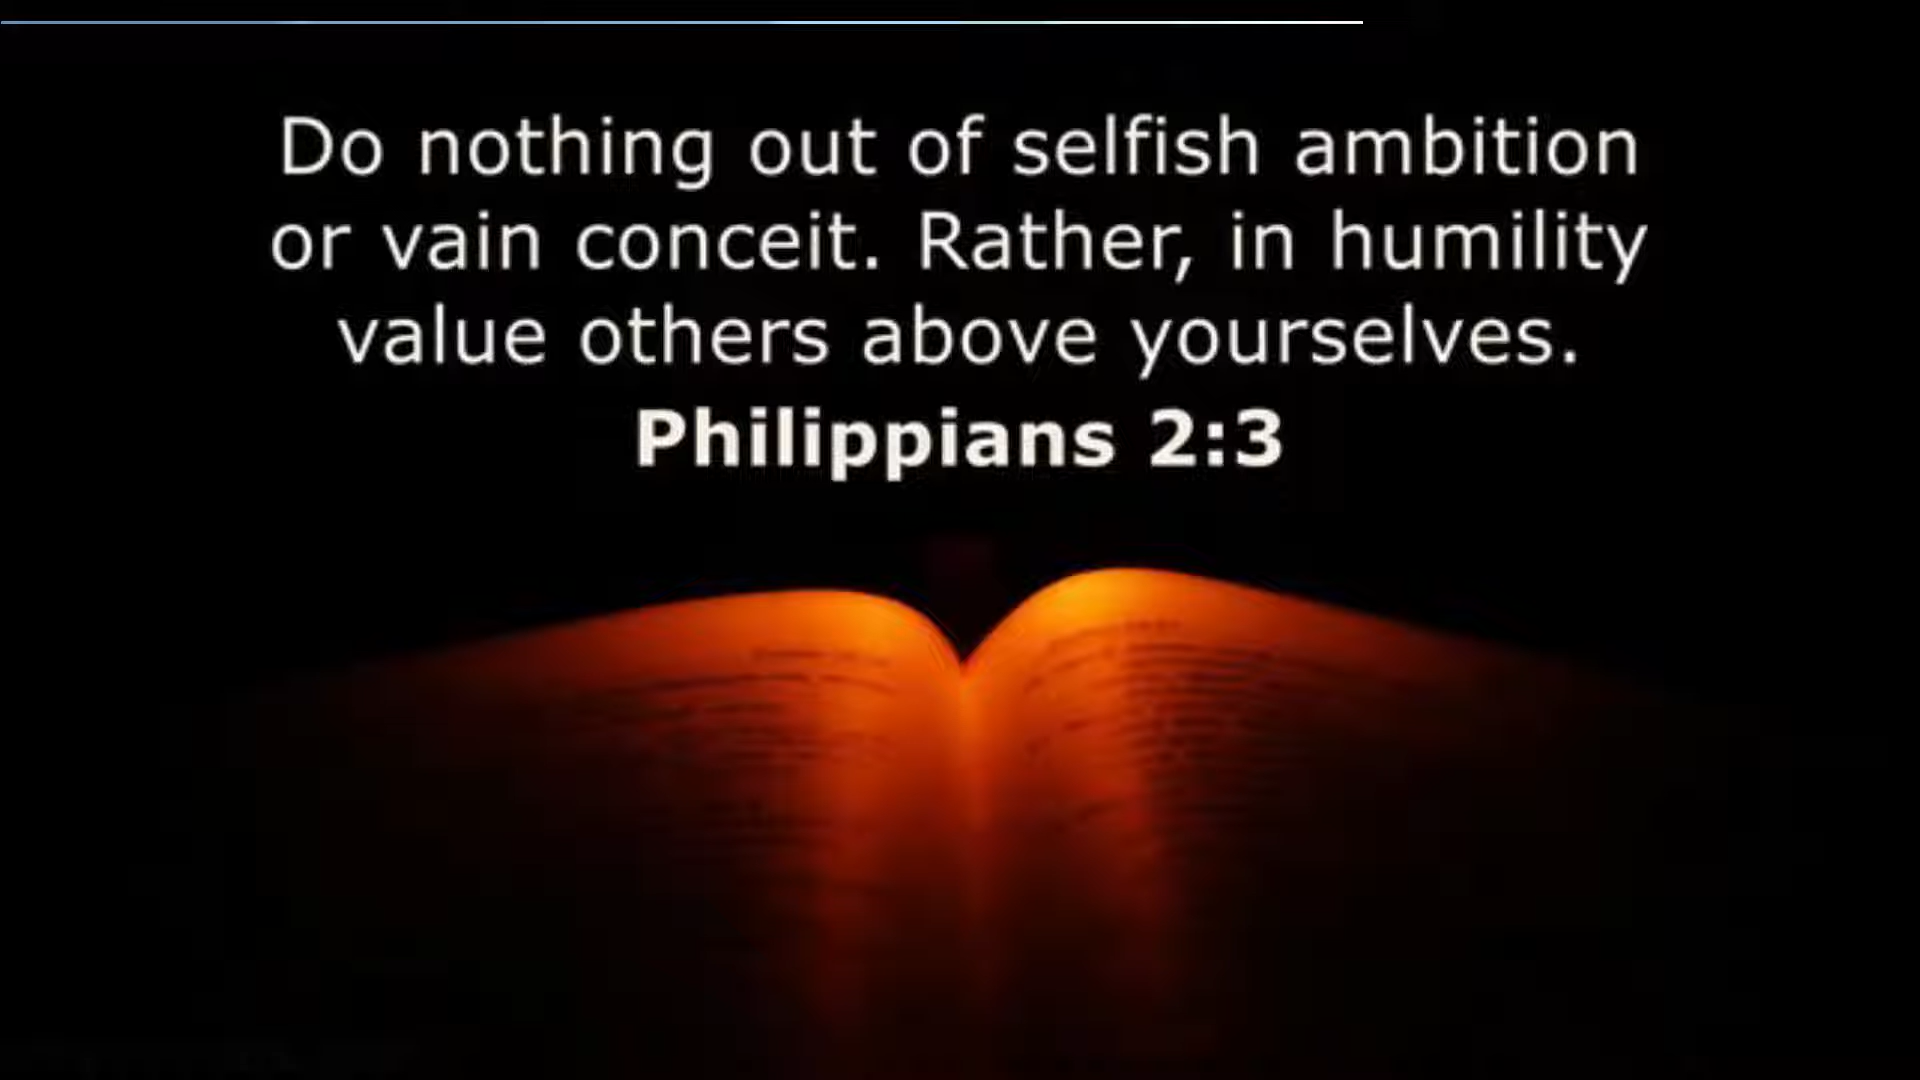 Do nothing out of selfish ambition
or vain conceit. Rather, in humility
value others above yourselves.
Philippians 2:3